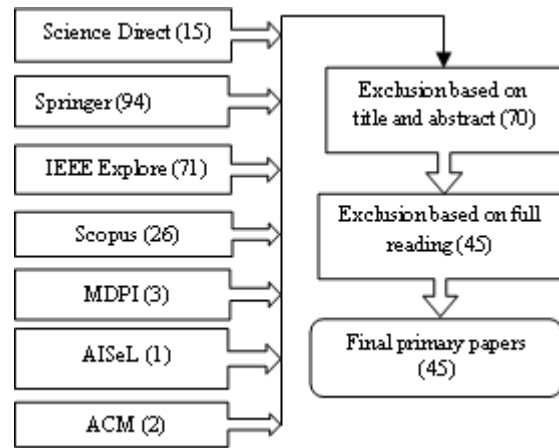 Science Direct (15)
Springer (94)
IEEE Explore (71)
Scopus (26)
MDPI (3)
AISeL (1)
ACM (2)
Exclusion based on
title and abstract (70)
Exclusion based on full
reading (45)
Final primary papers
(45)